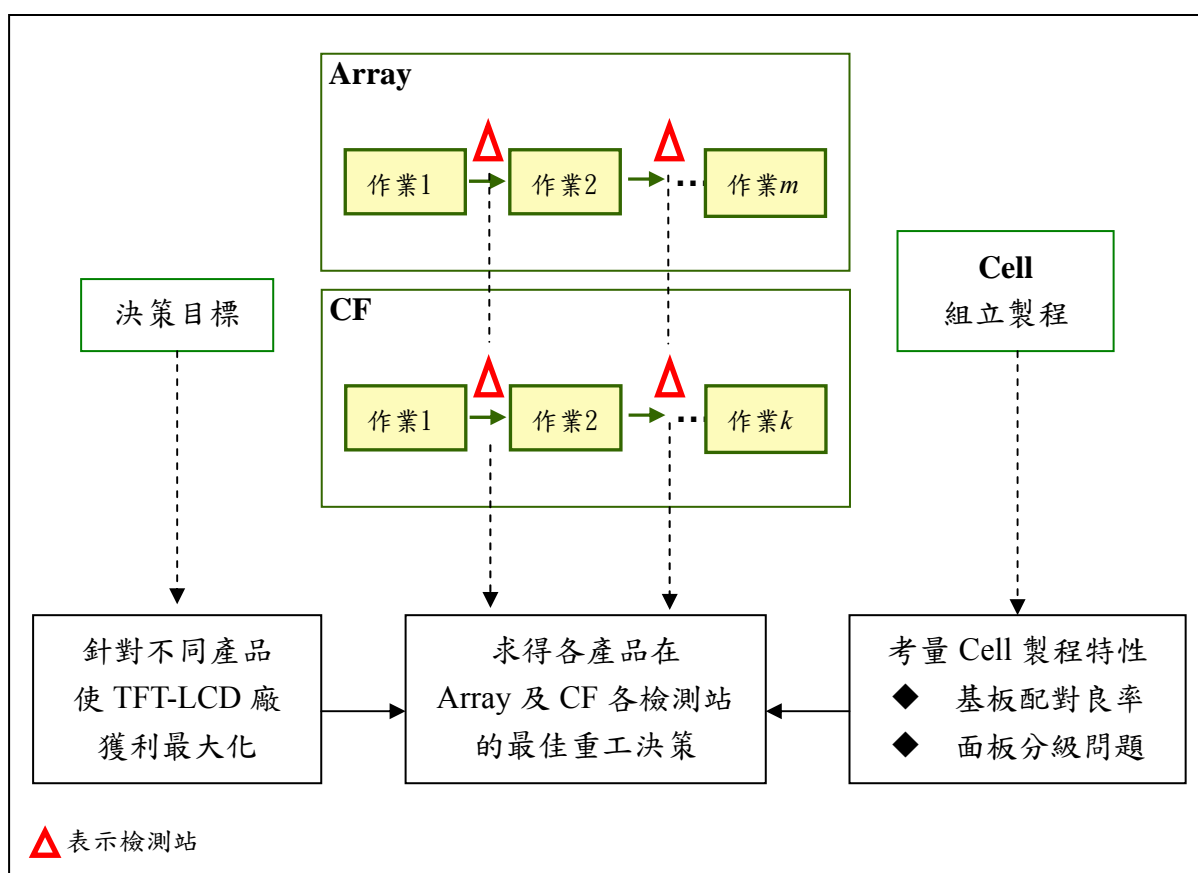 Array
作業1
作業2
…
作業m
決策目標
CF
作業1
作業2
…
作業k
Cell
組立製程
針對不同產品
使 TFT-LCD 廠
獲利最大化
求得各產品在
Array 及 CF 各檢測站
的最佳重工決策
考量 Cell 製程特性
◆ 基板配對良率
◆ 面板分級問題
表示檢測站